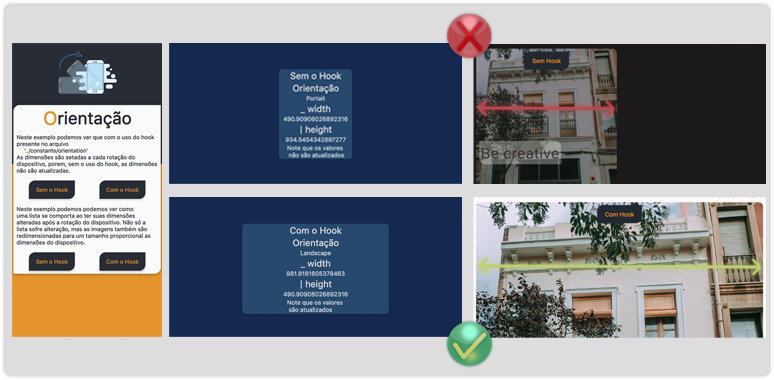 Orientação
Neste exemplo podemos ver que com o uso do hook
presente no arquivo
'../constants/orientation'
As dimensões são setadas a cada rotação do
dispositivo, porem, sem o uso do hook, as dimensões
não são atualizadas.
Sem o Hook
Com o Hook
Neste exemplo podemos podemos ver como
uma lista se comporta ao ter suas dimensões
alteradas após a rotação do dispositivo. Não só a
lista sofre alteração, mas as imagens também são
redimensionadas para um tamanho proporcional as
dimensões do dispositivo.
Sem o Hook
Com o Hook
Sem o Hook
Orientação
Portait
_ width
490.90908026892316
| height
934.5454342897277
Note que os valores
não são atualizados
Com o Hook
Orientação
Landscape
_ width
981.8181605378463
| height
490.90908026892316
Note que os valores
são atualizados
Sem Hook
Be creative
Com Hook